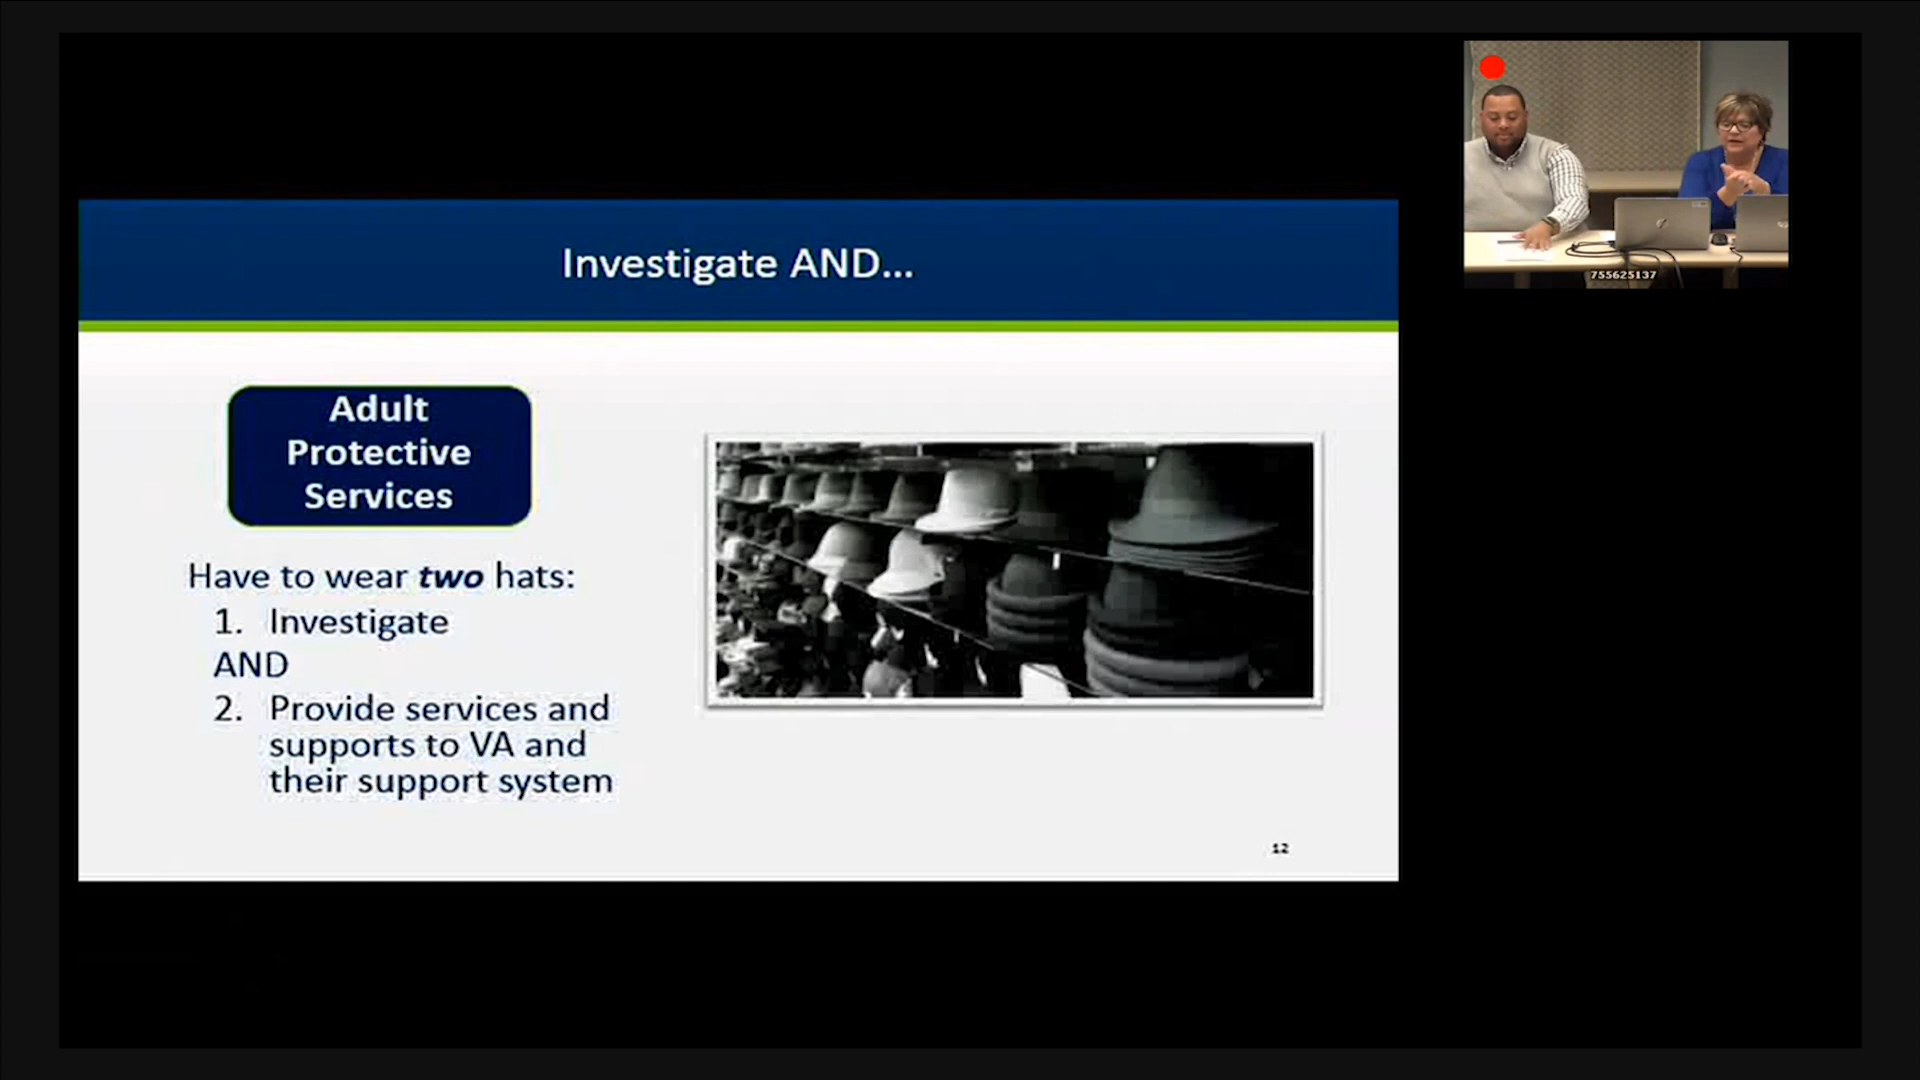 Investigate AND...
Adult
Protective
Services
Have to wear two hats:
1. Investigate
AND
2. Provide services and
supports to VA and
their support system
12
755625137